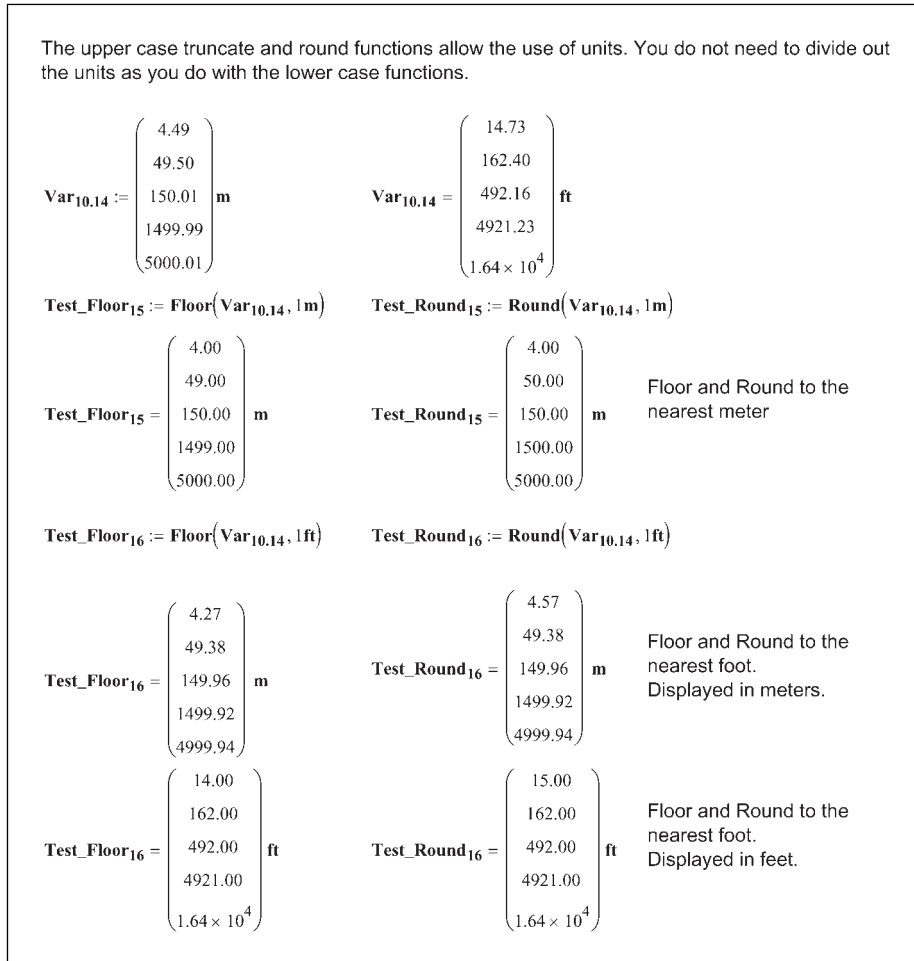 The upper case truncate and round functions allow the use of units. You do not need to divide out
the units as you do with the lower case functions.
4.49
49.50
Var10.14 := 150.01 m
1499.99
5000.01
14.73
162.40
Var10.14 = 492.16 ft
4921.23
1.64 × 10^4
Test_Floor15 := Floor(Var10.14, 1m) Test_Round15 := Round(Var10.14, 1m)
4.00
49.00
Test_Floor15 = 150.00 m
1499.00
5000.00
4.00
50.00
Test_Round15 = 150.00 m
1500.00
5000.00
Floor and Round to the
nearest meter
Test_Floor16 := Floor(Var10.14, 1ft) Test_Round16 := Round(Var10.14, 1ft)
4.27
49.38
Test_Floor16 = 149.96 m
1499.92
4999.94
4.57
49.38
Test_Round16 = 149.96 m
1499.92
4999.94
Floor and Round to the
nearest foot.
Displayed in meters.
14.00
162.00
Test_Floor16 = 492.00 ft
4921.00
1.64 × 10^4
15.00
162.00
Test_Round16 = 492.00 ft
4921.00
1.64 × 10^4
Floor and Round to the
nearest foot.
Displayed in feet.